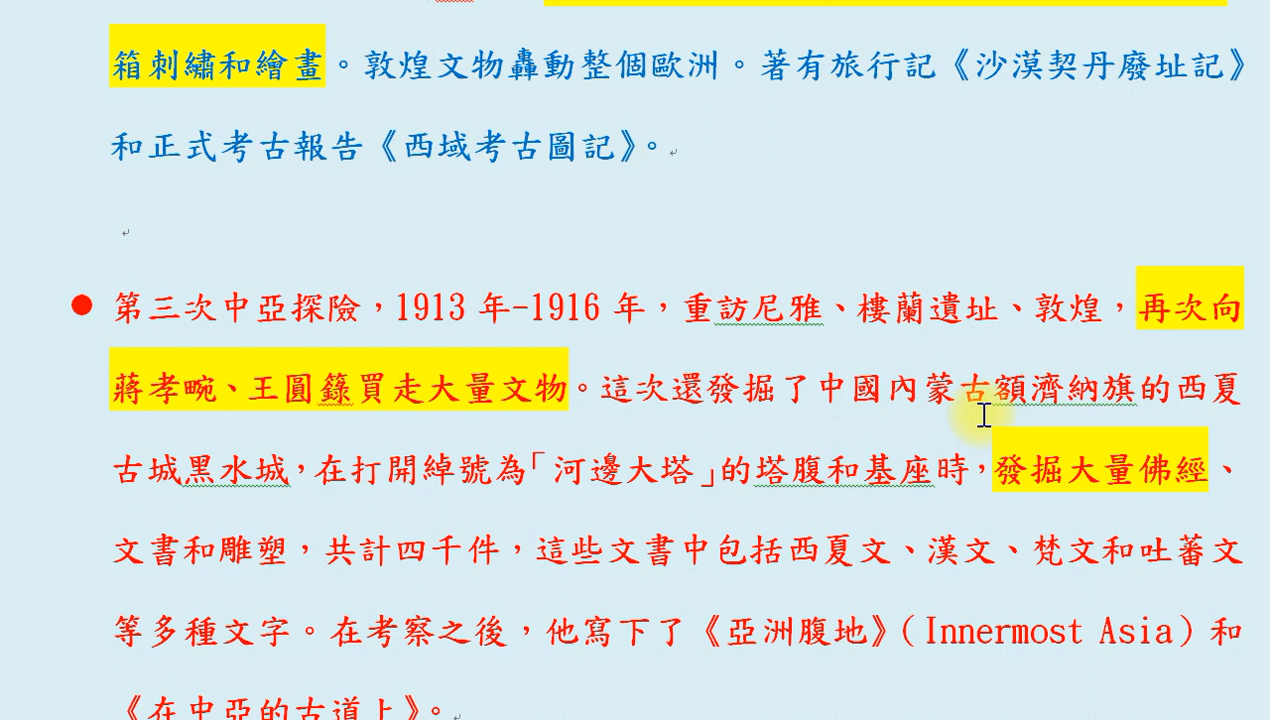 箱刺繡和繪畫。敦煌文物轟動整個歐洲。著有旅行記《沙漠契丹廢址記》
和正式考古報告《西域考古圖記》。
第三次中亞探險，1913 年-1916 年，重訪尼雅、樓蘭遺址、敦煌，再次向
蔣孝畹、王圓籙買走大量文物。這次還發掘了中國內蒙古額濟納旗的西夏
古城黑水城，在打開綽號為「河邊大塔」的塔腹和基座時，發掘大量佛經、
文書和雕塑，共計四千件，這些文書中包括西夏文、漢文、梵文和吐蕃文
等多種文字。在考察之後，他寫下了《亞洲腹地》（Innermost Asia）和
《在中亞的古道上》。